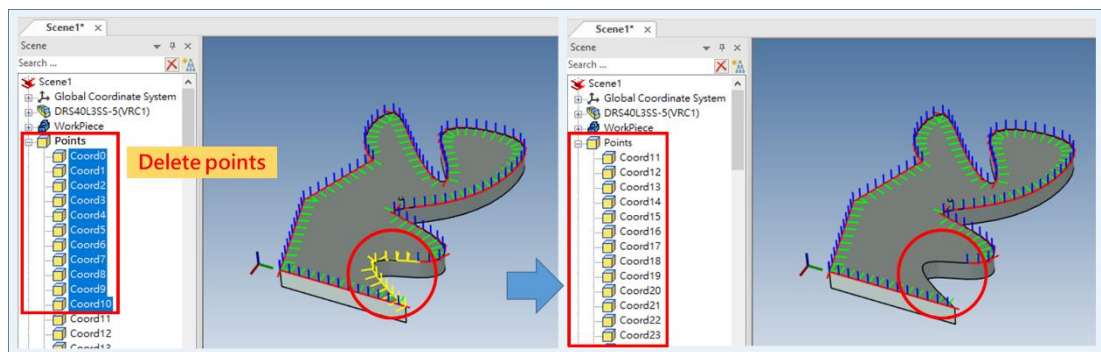 Scene1*
Scene
Search ...
Scene1
Global Coordinate System
DRS40L3SS-5(VRC1)
WorkPiece
Points
Coord0
Coord1
Coord2
Coord3
Coord4
Coord5
Coord6
Coord7
Coord8
Coord9
Coord10
Coord11
Coord12
Coord13
Delete points
Scene1*
Scene
Search ...
Scene1
Global Coordinate System
DRS40L3SS-5(VRC1)
WorkPiece
Points
Coord11
Coord12
Coord13
Coord14
Coord15
Coord16
Coord17
Coord18
Coord19
Coord20
Coord21
Coord22
Coord23